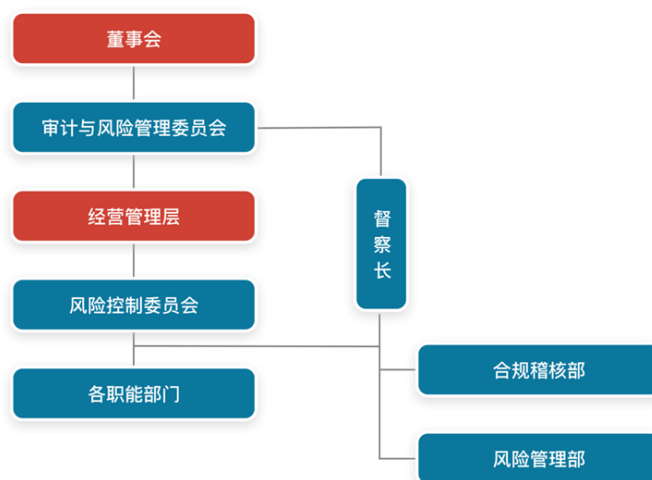 董事会
审计与风险管理委员会
经营管理层
督察长
风险控制委员会
合规稽核部
各职能部门
风险管理部